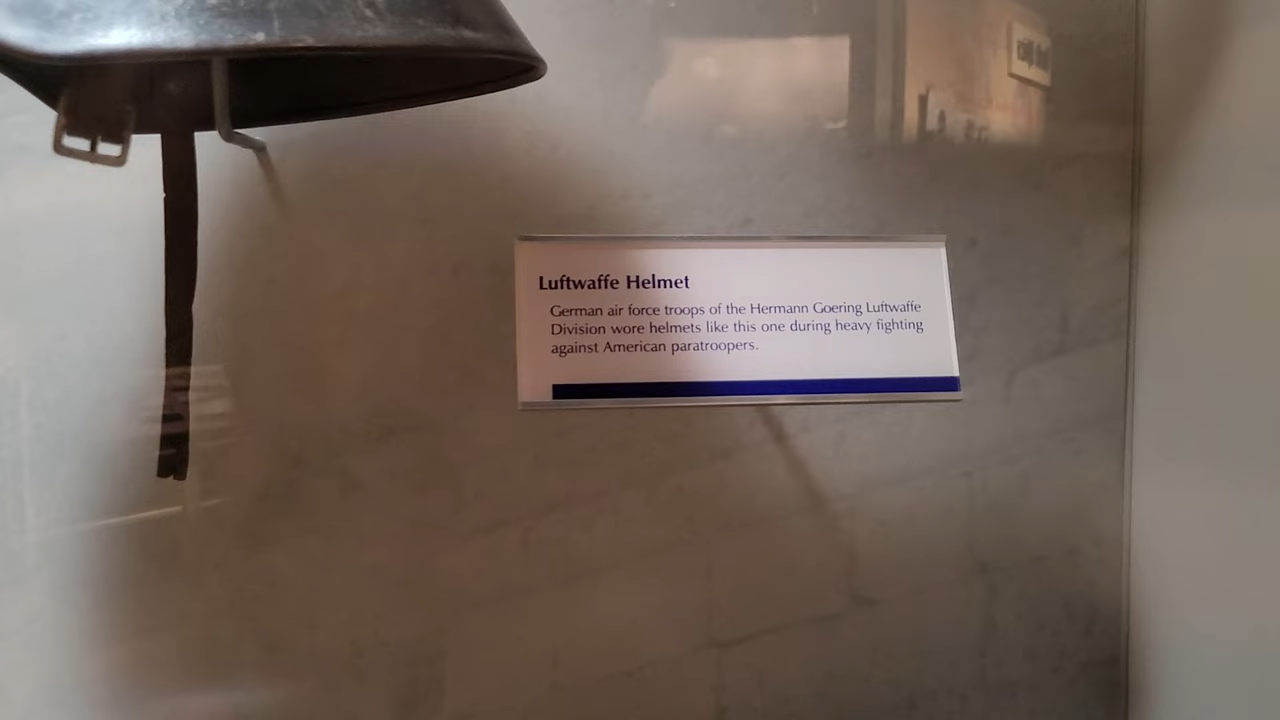 Luftwaffe Helmet
German air force troops of the Hermann Goering Luftwaffe
Division wore helmets like this one during heavy fighting
against American paratroopers.